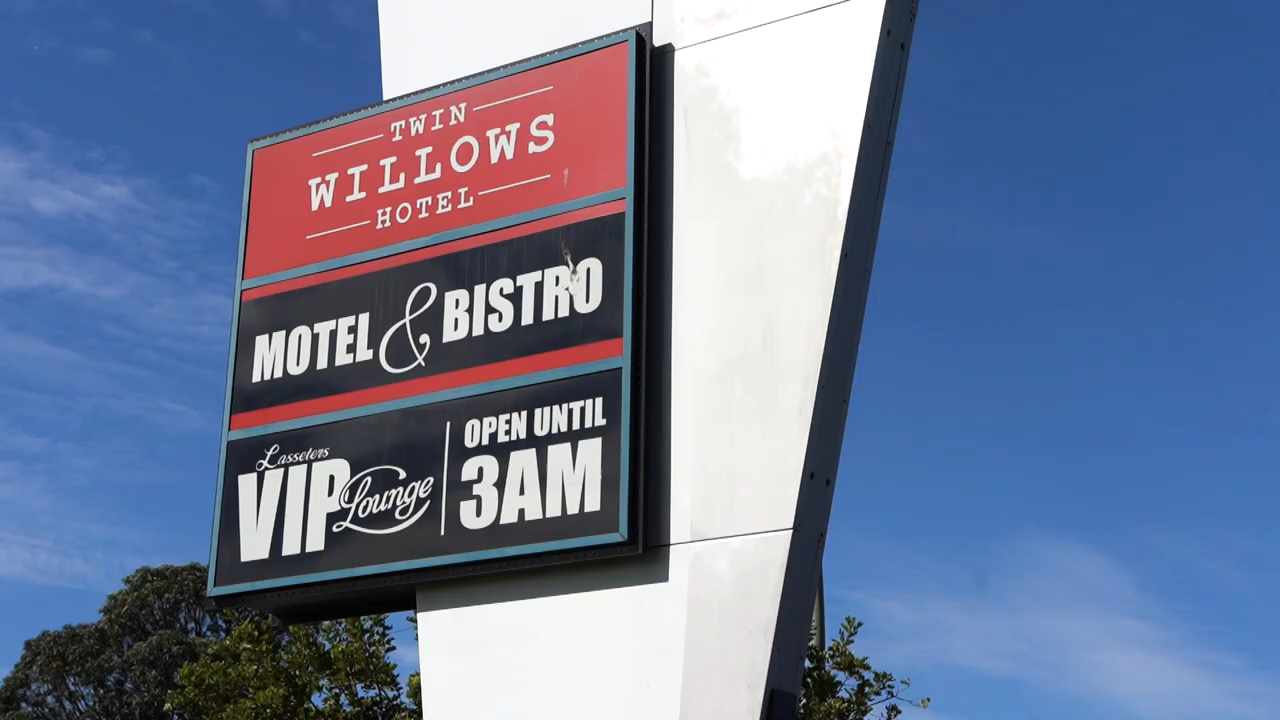 TWIN
WILLOWS
HOTEL
MOTEL & BISTRO
Lasseters
VIP Lounge
OPEN UNTIL
3AM